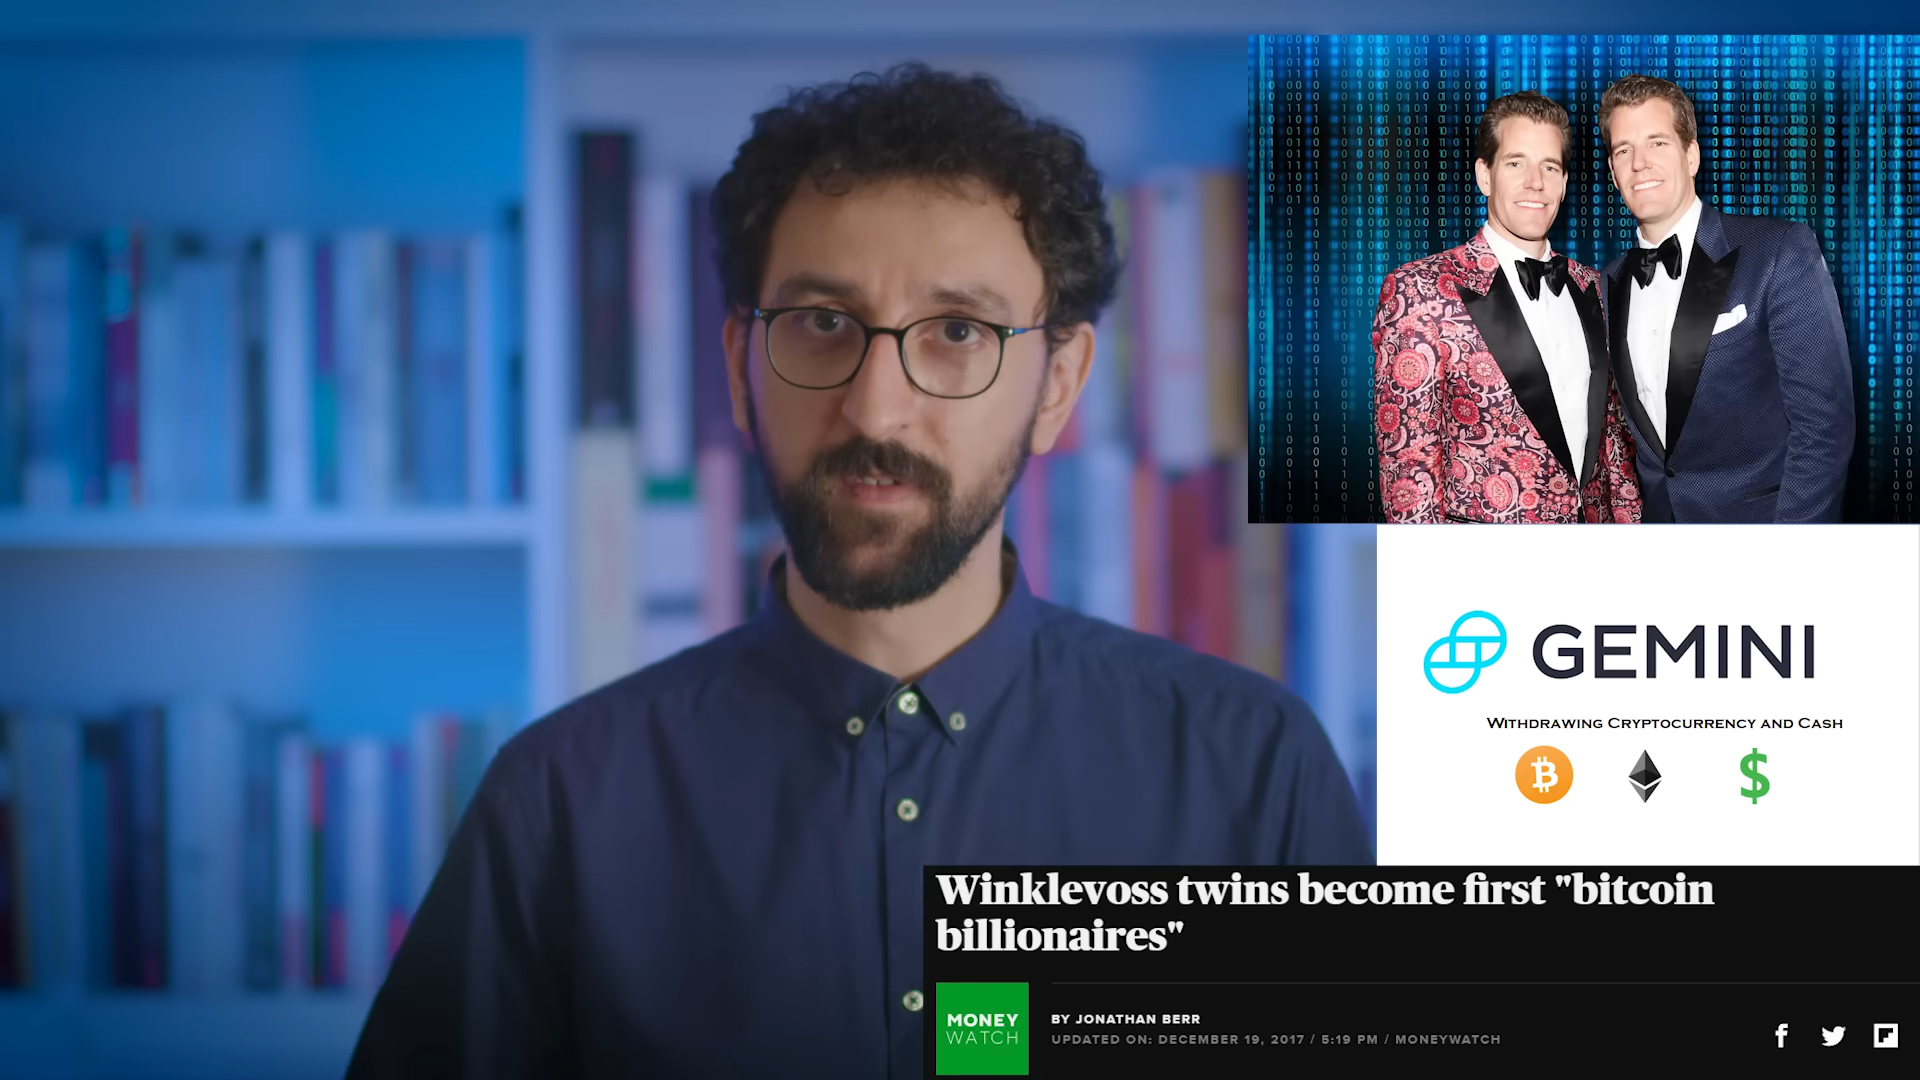 GEMINI
Withdrawing Cryptocurrency and Cash
Winklevoss twins become first "bitcoin
billionaires"
MONEY
WATCH
BY JONATHAN BERR
UPDATED ON: DECEMBER 19, 2017 / 5:19 PM / MONEYWATCH